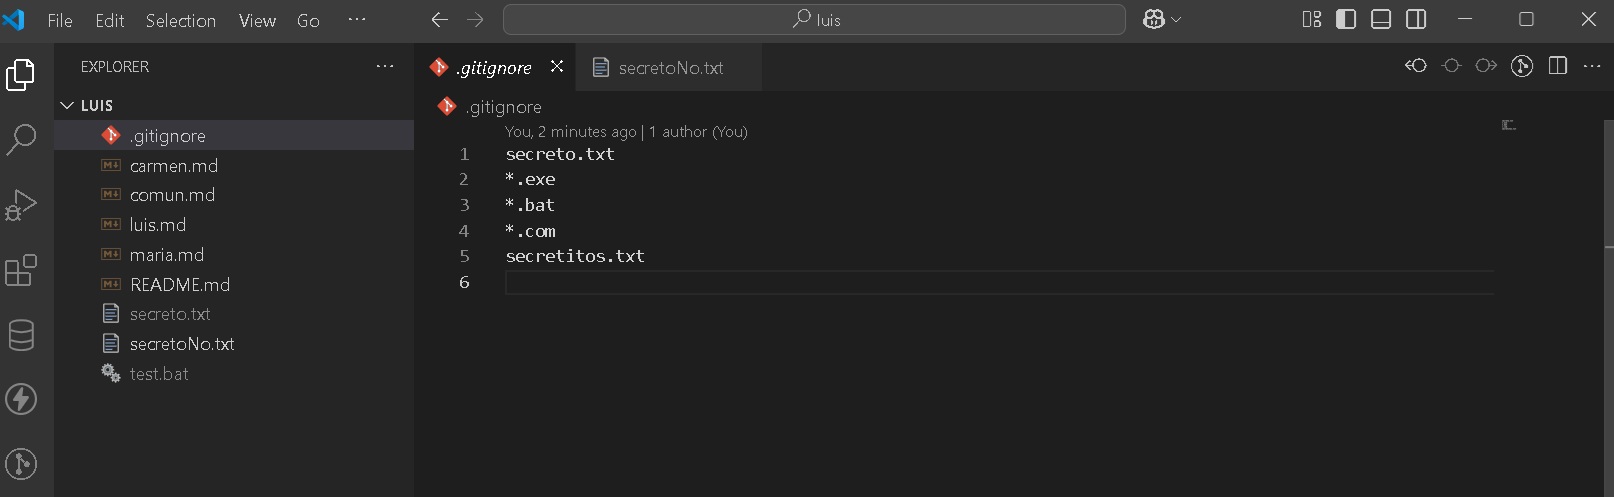 File Edit Selection View Go ··· luis
EXPLORER ···
LUIS
.gitignore
carmen.md
comun.md
luis.md
maria.md
README.md
secreto.txt
secretoNo.txt
test.bat
.gitignore secretoNo.txt
.gitignore
You, 2 minutes ago | 1 author (You)
1 secreto.txt
2 *.exe
3 *.bat
4 *.com
5 secretitos.txt
6